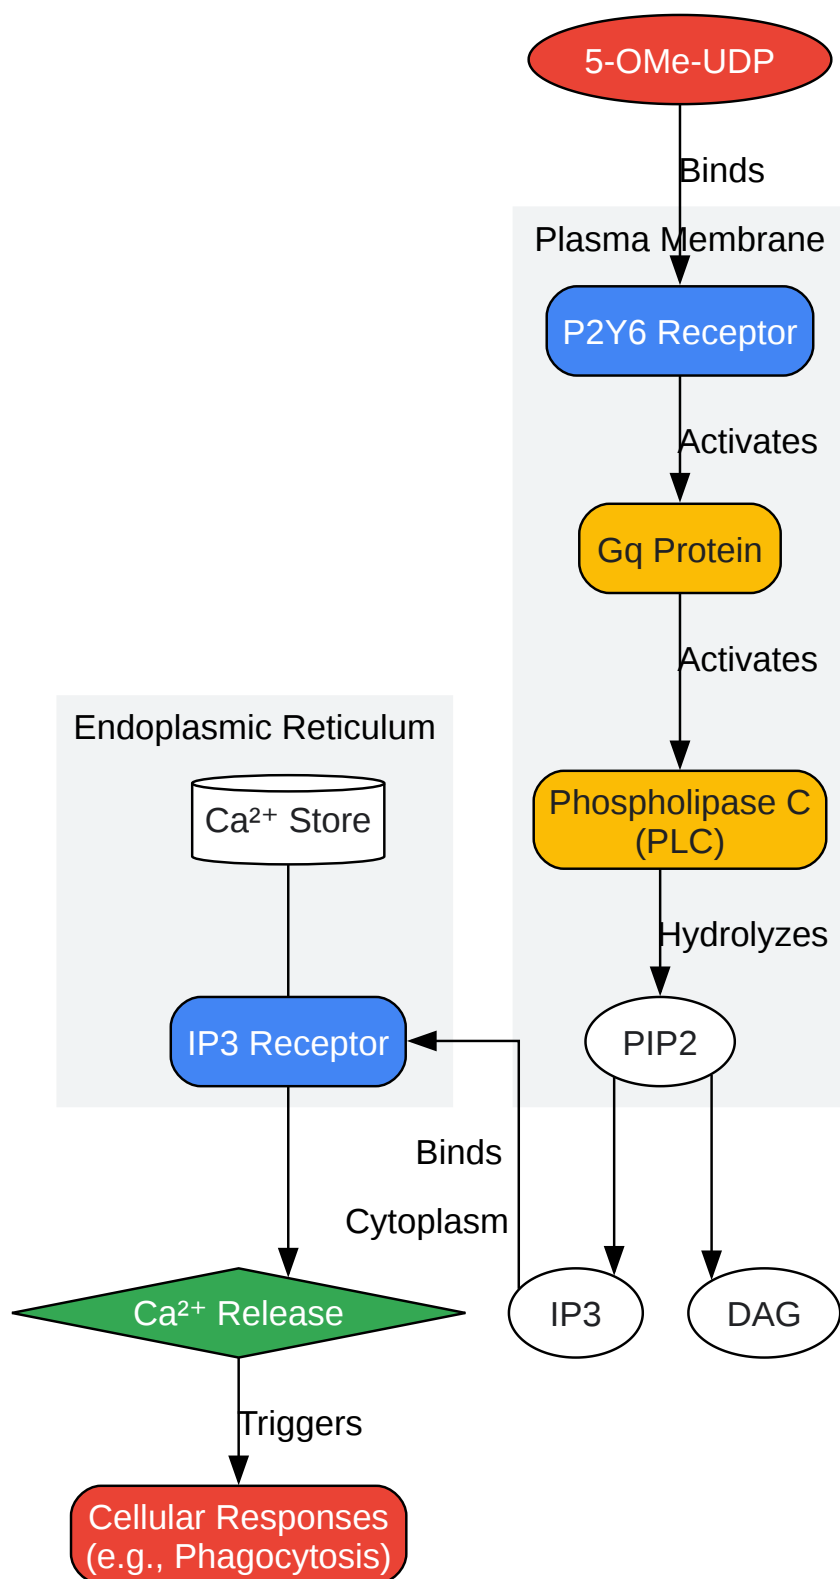 5-OMe-UDP
Binds
Plasma Membrane
P2Y6 Receptor
Activates
Gq Protein
Activates
Endoplasmic Reticulum
Ca²⁺ Store
Phospholipase C
(PLC)
Hydrolyzes
IP3 Receptor
PIP2
Binds
Cytoplasm
Ca²⁺ Release
IP3
DAG
Triggers
Cellular Responses
(e.g., Phagocytosis)